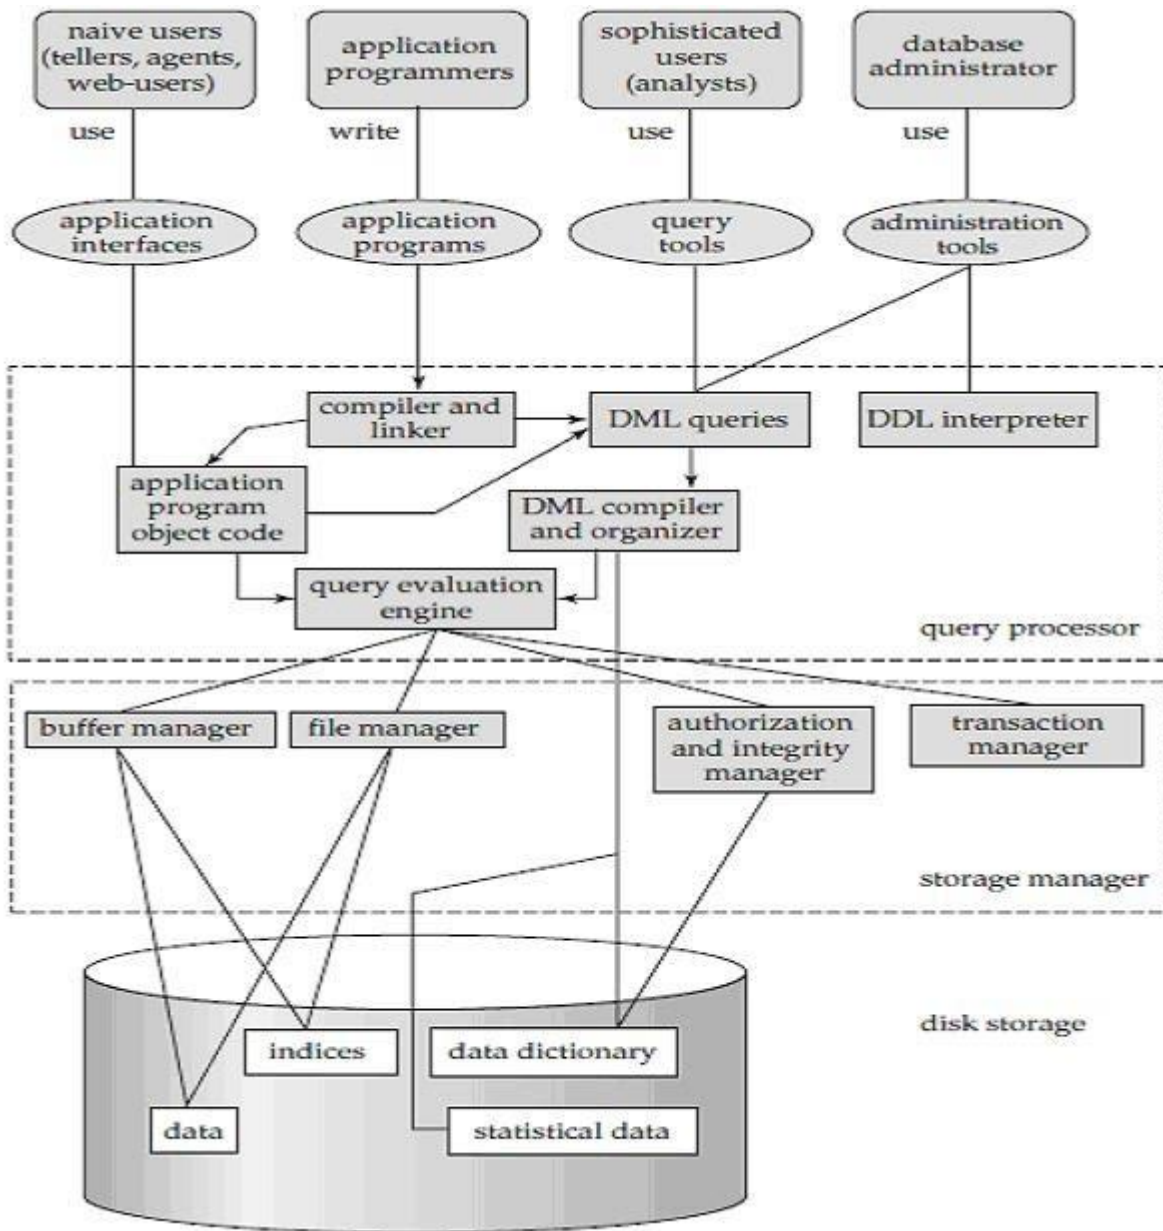 naive users
(tellers, agents,
web-users)
application
programmers
sophisticated
users
(analysts)
database
administrator
use
write
use
use
application
interfaces
application
programs
query
tools
administration
tools
compiler and
linker
DML queries
DDL interpreter
application
program
object code
DML compiler
and organizer
query evaluation
engine
query processor
buffer manager
file manager
authorization
and integrity
manager
transaction
manager
storage manager
disk storage
indices
data dictionary
data
statistical data